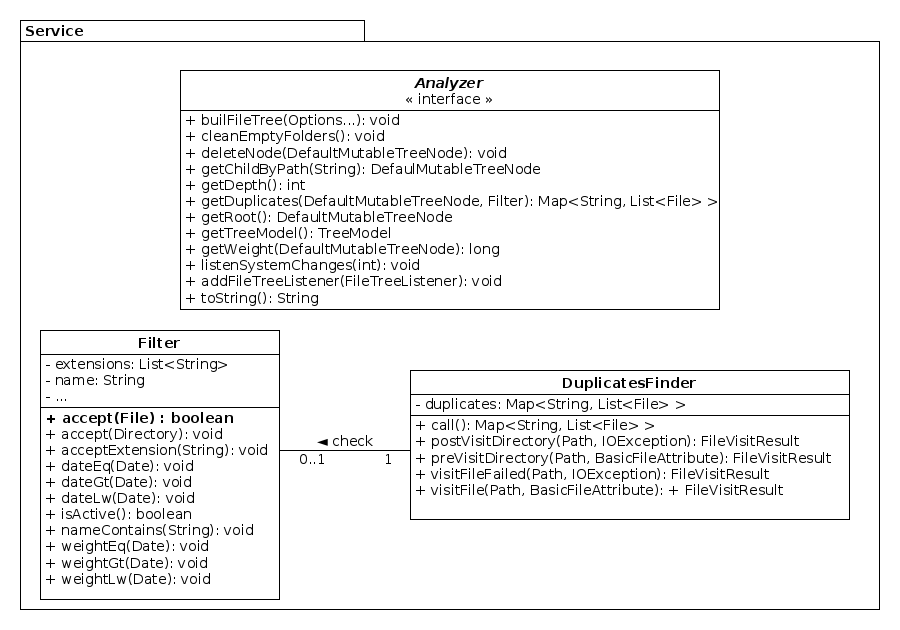 Service
Analyzer
« interface »
+ builFileTree(Options...): void
+ cleanEmptyFolders(): void
+ deleteNode(DefaultMutableTreeNode): void
+ getChildByPath(String): DefaulMutableTreeNode
+ getDepth(): int
+ getDuplicates(DefaultMutableTreeNode, Filter): Map<String, List<File> >
+ getRoot(): DefaultMutableTreeNode
+ getTreeModel(): TreeModel
+ getWeight(DefaultMutableTreeNode): long
+ listenSystemChanges(int): void
+ addFileTreeListener(FileTreeListener): void
+ toString(): String
Filter
- extensions: List<String>
- name: String
- ...
+ accept(File) : boolean
+ accept(Directory): void
+ acceptExtension(String): void
+ dateEq(Date): void
+ dateGt(Date): void
+ dateLw(Date): void
+ isActive(): boolean
+ nameContains(String): void
+ weightEq(Date): void
+ weightGt(Date): void
+ weightLw(Date): void
◄ check
0..1
1
DuplicatesFinder
- duplicates: Map<String, List<File> >
+ call(): Map<String, List<File> >
+ postVisitDirectory(Path, IOException): FileVisitResult
+ preVisitDirectory(Path, BasicFileAttribute): FileVisitResult
+ visitFileFailed(Path, IOException): FileVisitResult
+ visitFile(Path, BasicFileAttribute): + FileVisitResult